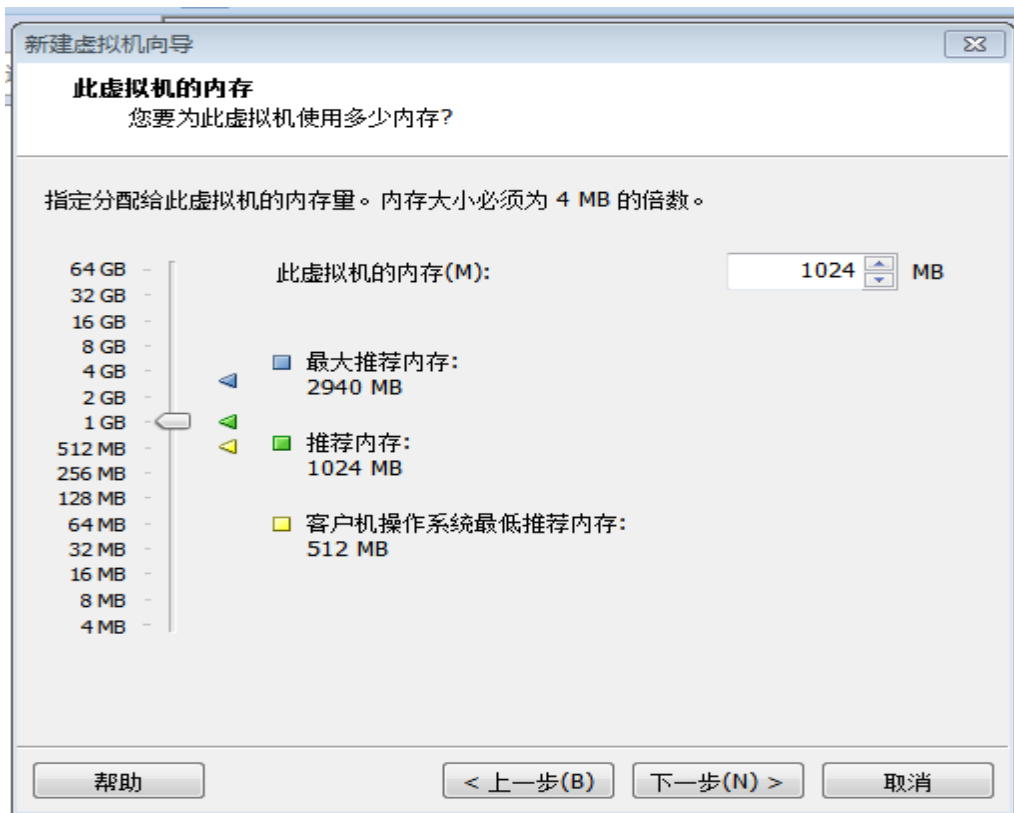 新建虚拟机向导
此虚拟机的内存
您要为此虚拟机使用多少内存?
指定分配给此虚拟机的内存量。内存大小必须为 4 MB 的倍数。
64 GB
32 GB
16 GB
8 GB
4 GB
2 GB
1 GB
512 MB
256 MB
128 MB
64 MB
32 MB
16 MB
8 MB
4 MB
此虚拟机的内存(M):
1024 MB
最大推荐内存:
2940 MB
推荐内存:
1024 MB
客户机操作系统最低推荐内存:
512 MB
帮助
< 上一步(B)
下一步(N) >
取消